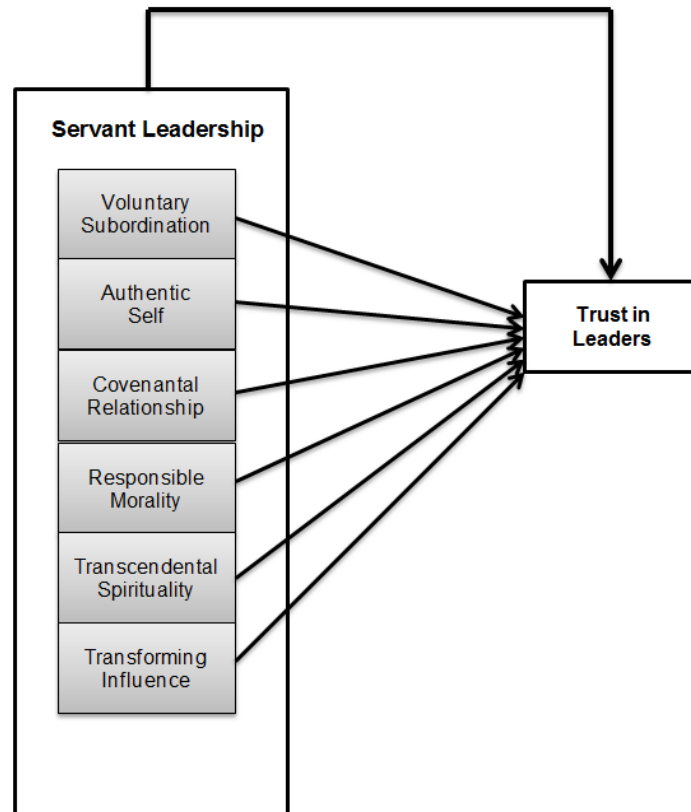 Servant Leadership
Voluntary
Subordination
Authentic
Self
Covenantal
Relationship
Responsible
Morality
Transcendental
Spirituality
Transforming
Influence
Trust in
Leaders